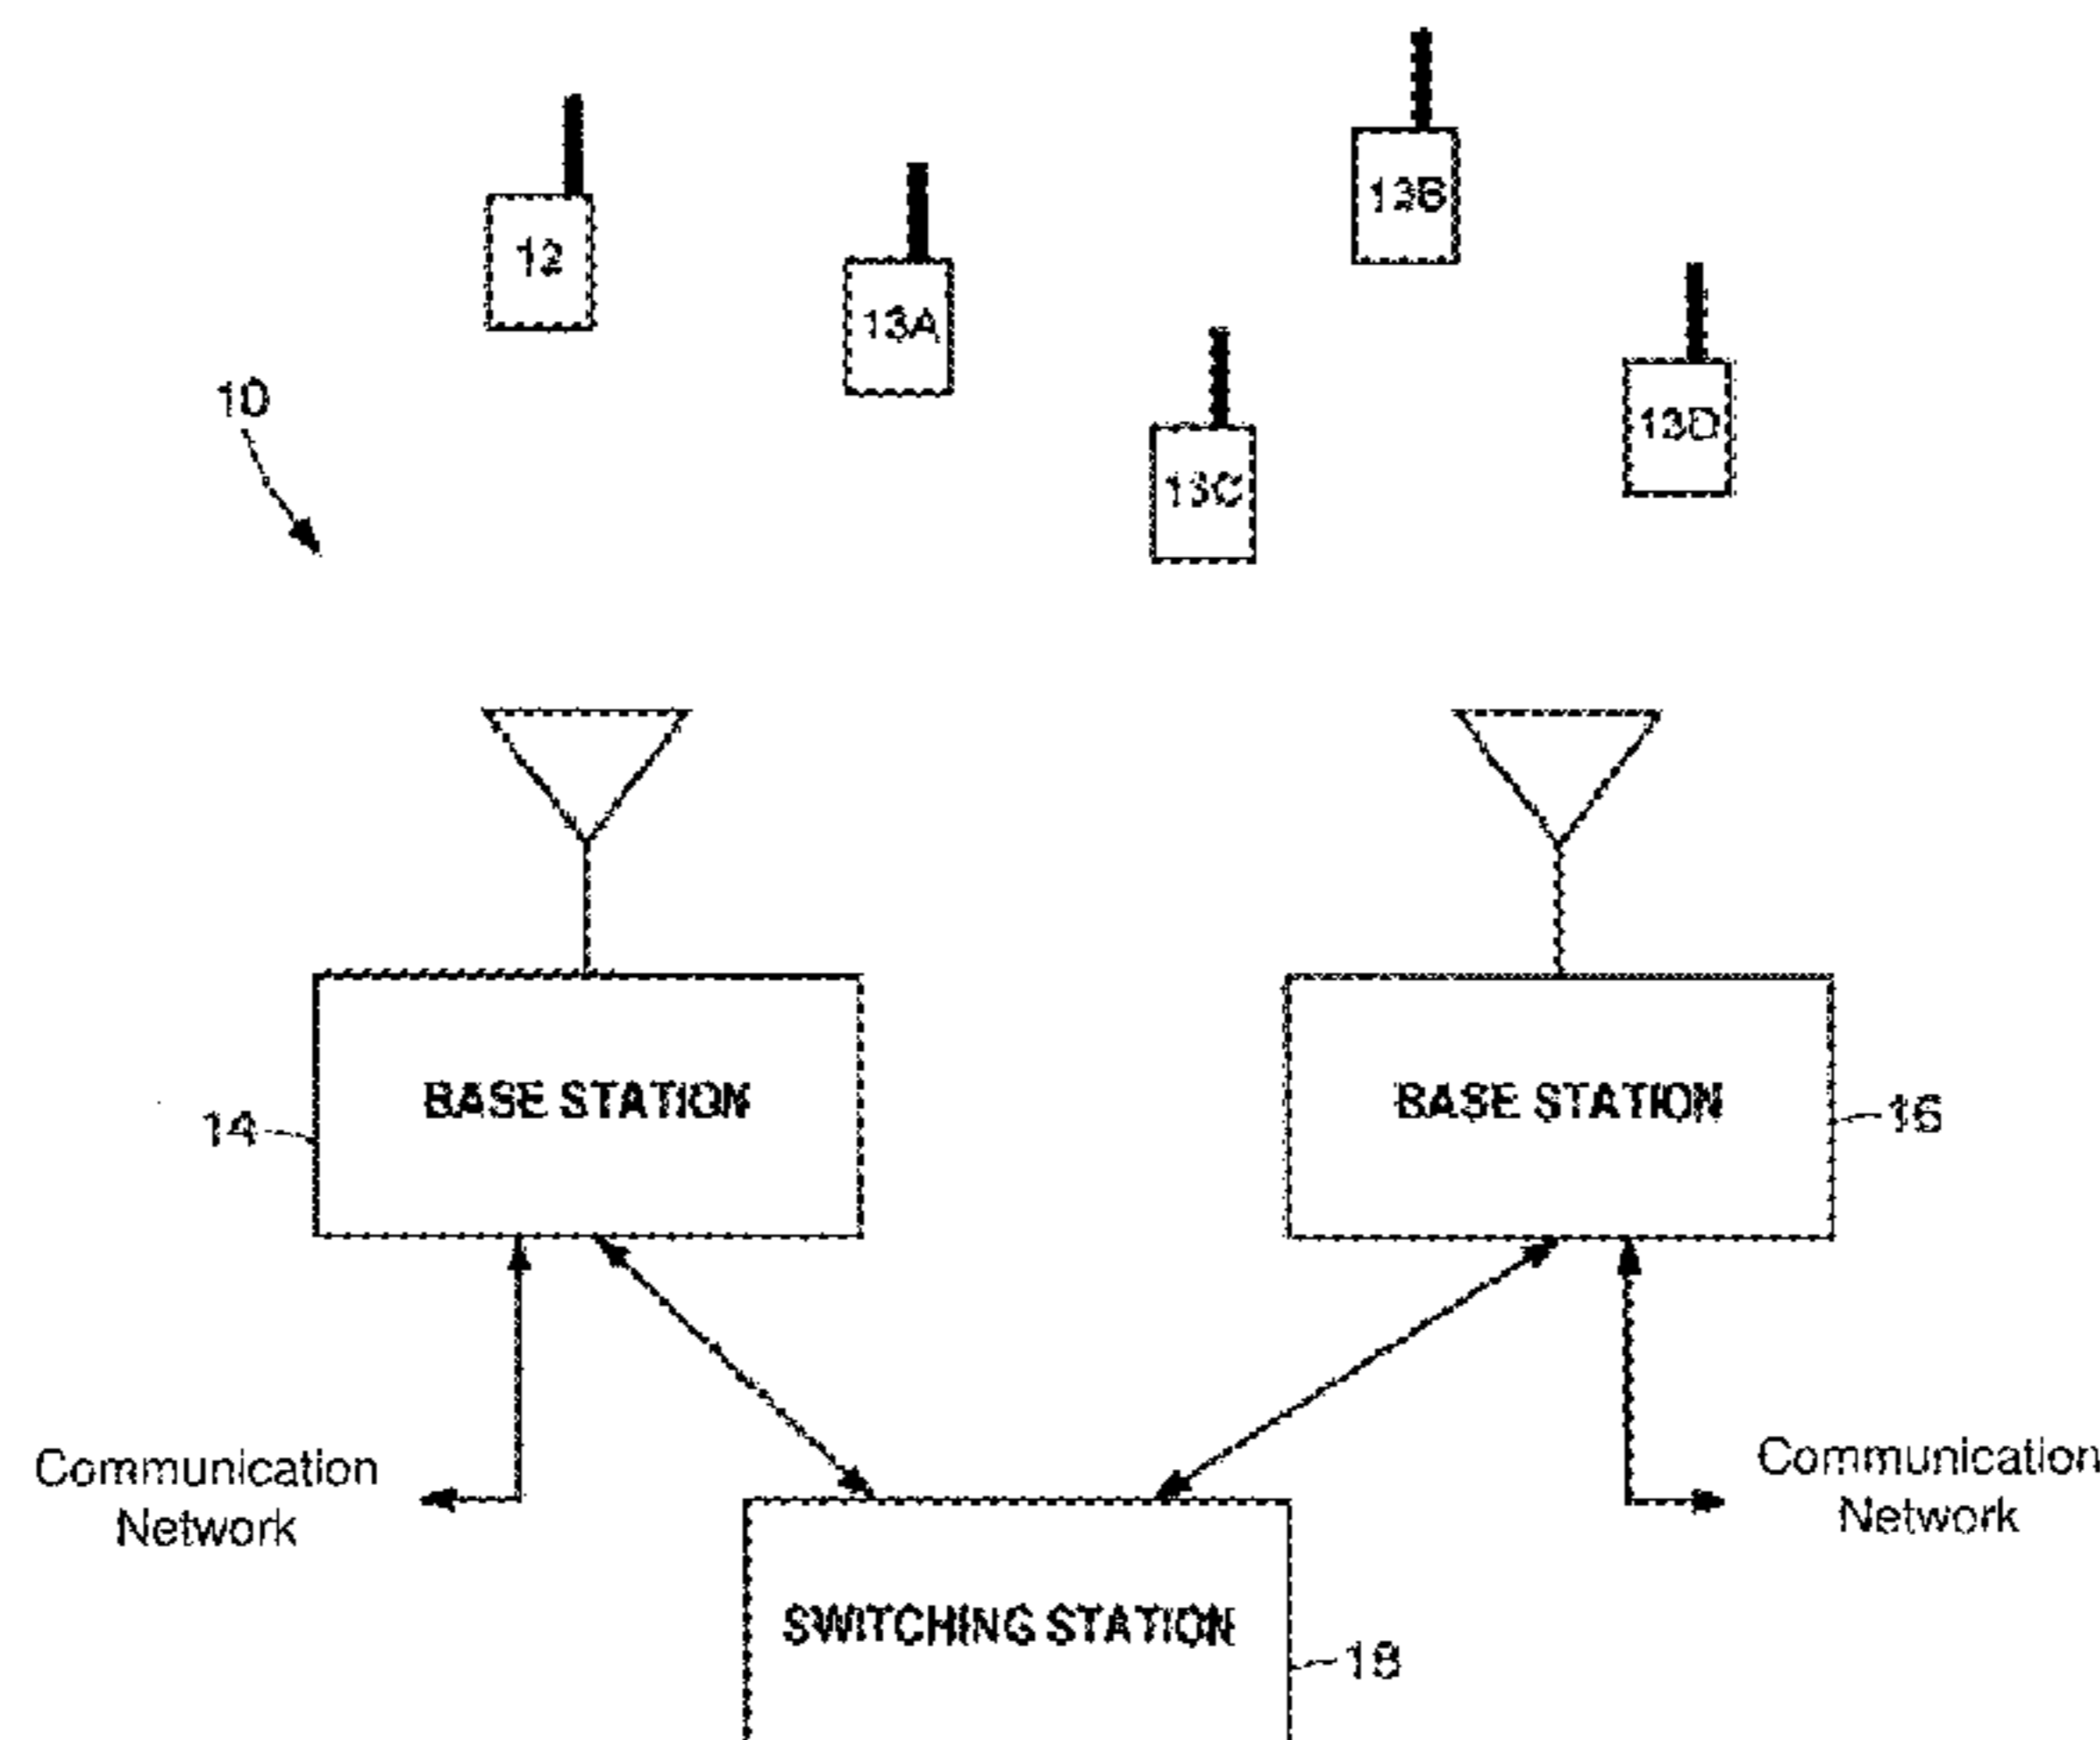 13B
12
13A
10
13D
13C
BASE STATION
BASE STATION
14
16
Communication
Network
Communication
Network
SWITCHING STATION
18